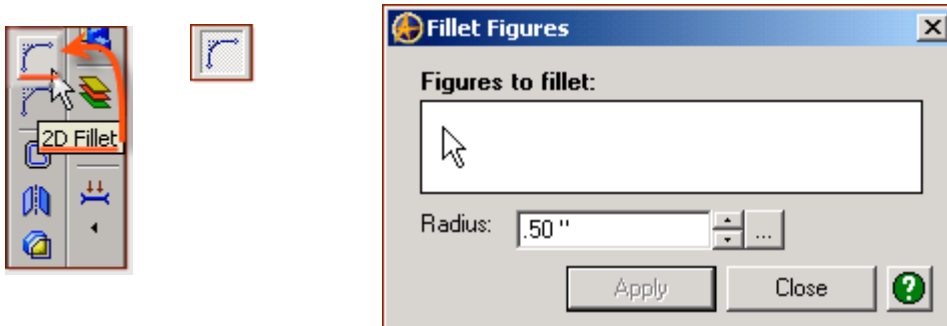 2D Fillet
Fillet Figures
Figures to fillet:
Radius:
.50 "
...
Apply
Close
?